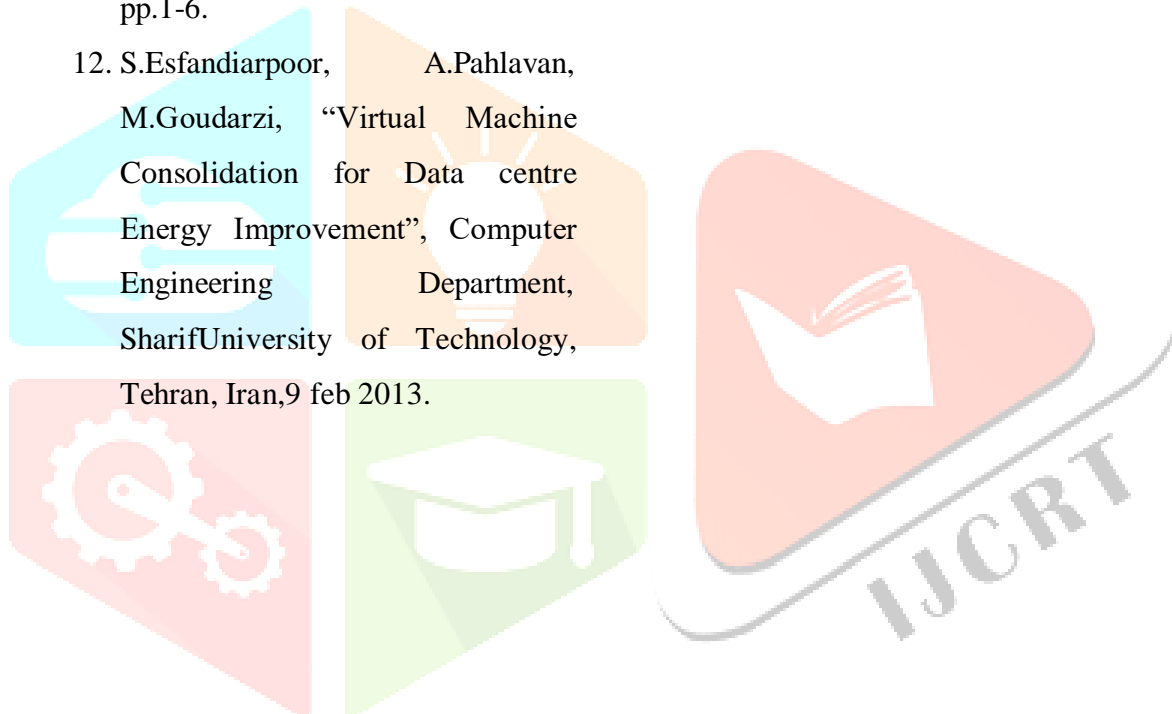 pp.1-6.
12. S.Esfandiarpoor, A.Pahlavan,
M.Goudarzi, “Virtual Machine
Consolidation for Data centre
Energy Improvement”, Computer
Engineering Department,
SharifUniversity of Technology,
Tehran, Iran,9 feb 2013.
IJCRT